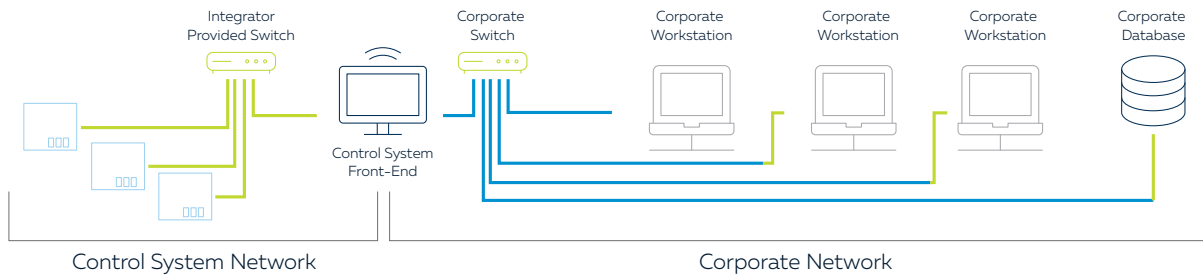 Integrator
Provided Switch
Corporate
Switch
Corporate
Workstation
Corporate
Workstation
Corporate
Workstation
Corporate
Database
Control System
Front-End
Control System Network
Corporate Network